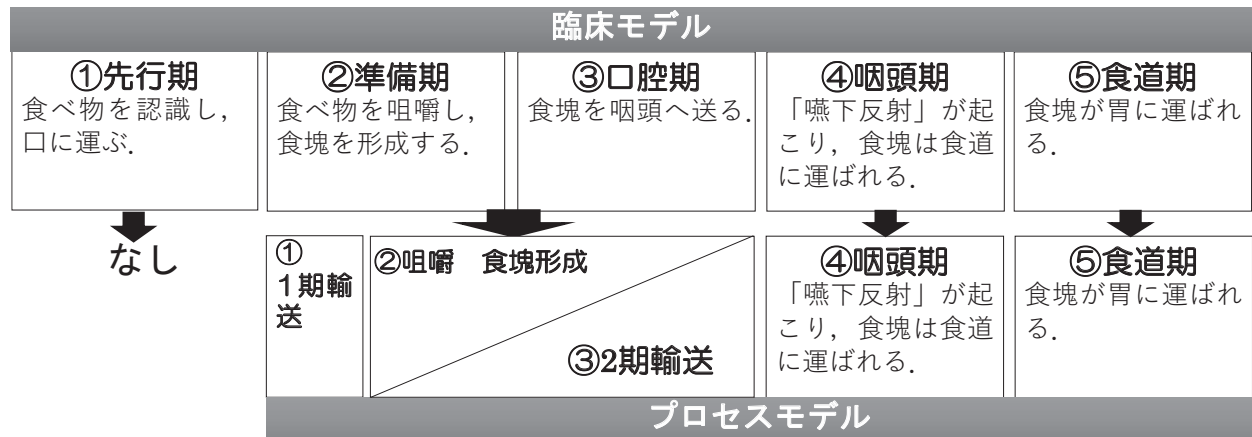 臨床モデル
①先行期
食べ物を認識し,
口に運ぶ.
②準備期
食べ物を咀嚼し,
食塊を形成する.
③口腔期
食塊を咽頭へ送る.
④咽頭期
「嚥下反射」が起
こり, 食塊は食道
に運ばれる.
⑤食道期
食塊が胃に運ばれ
る.
なし
①
1期輸
送
②咀嚼 食塊形成
③2期輸送
④咽頭期
「嚥下反射」が起
こり, 食塊は食道
に運ばれる.
⑤食道期
食塊が胃に運ばれ
る.
プロセスモデル